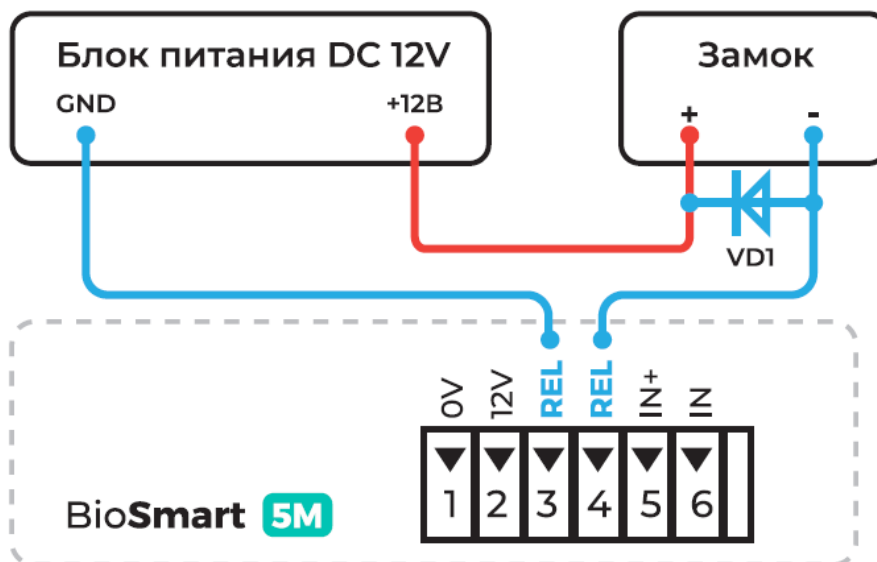 Блок питания DC 12V
GND
+12В
Замок
+
-
VD1
0V
12V
REL
REL
IN+
IN
1
2
3
4
5
6
BioSmart 5M